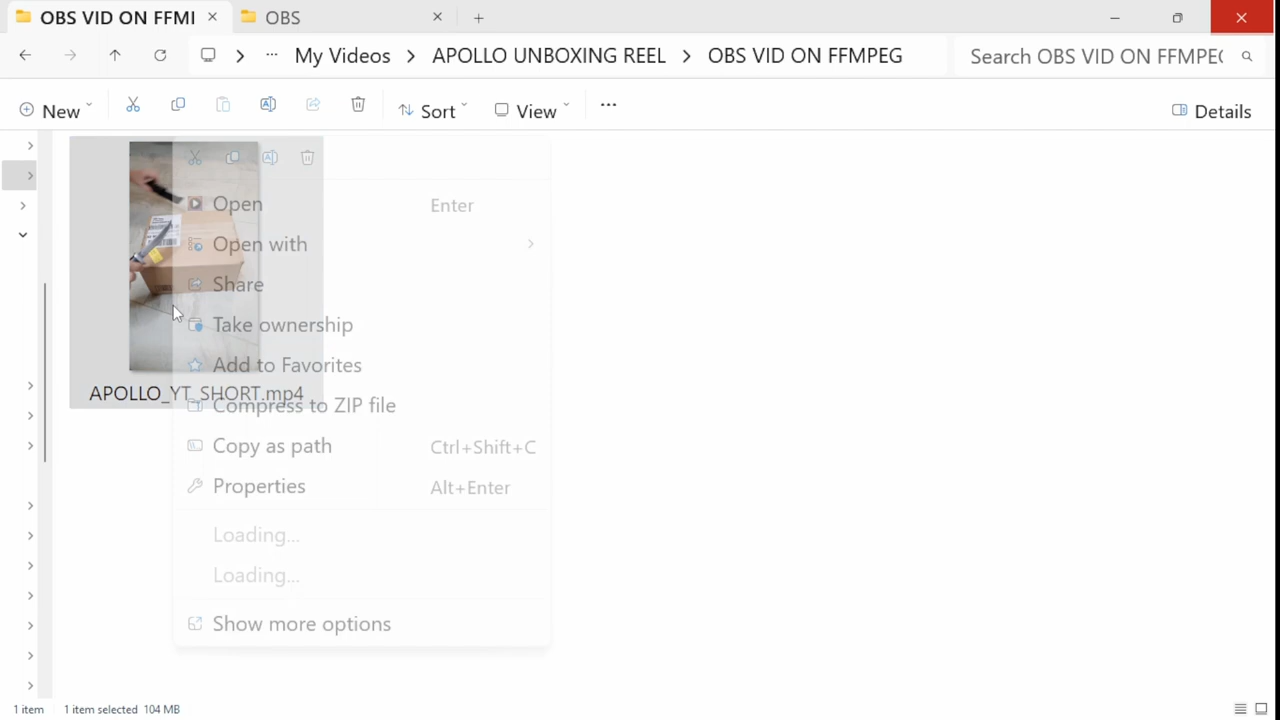 OBS VID ON FFMI
OBS
My Videos
APOLLO UNBOXING REEL
OBS VID ON FFMPEG
Search OBS VID ON FFMPEG
New
Sort
View
Details
Open Enter
Open with
Share
Take ownership
Add to Favorites
APOLLO_YT_SHORT.mp4
Compress to ZIP file
Copy as path Ctrl+Shift+C
Properties Alt+Enter
Loading...
Loading...
Show more options
1 item 1 item selected 104 MB